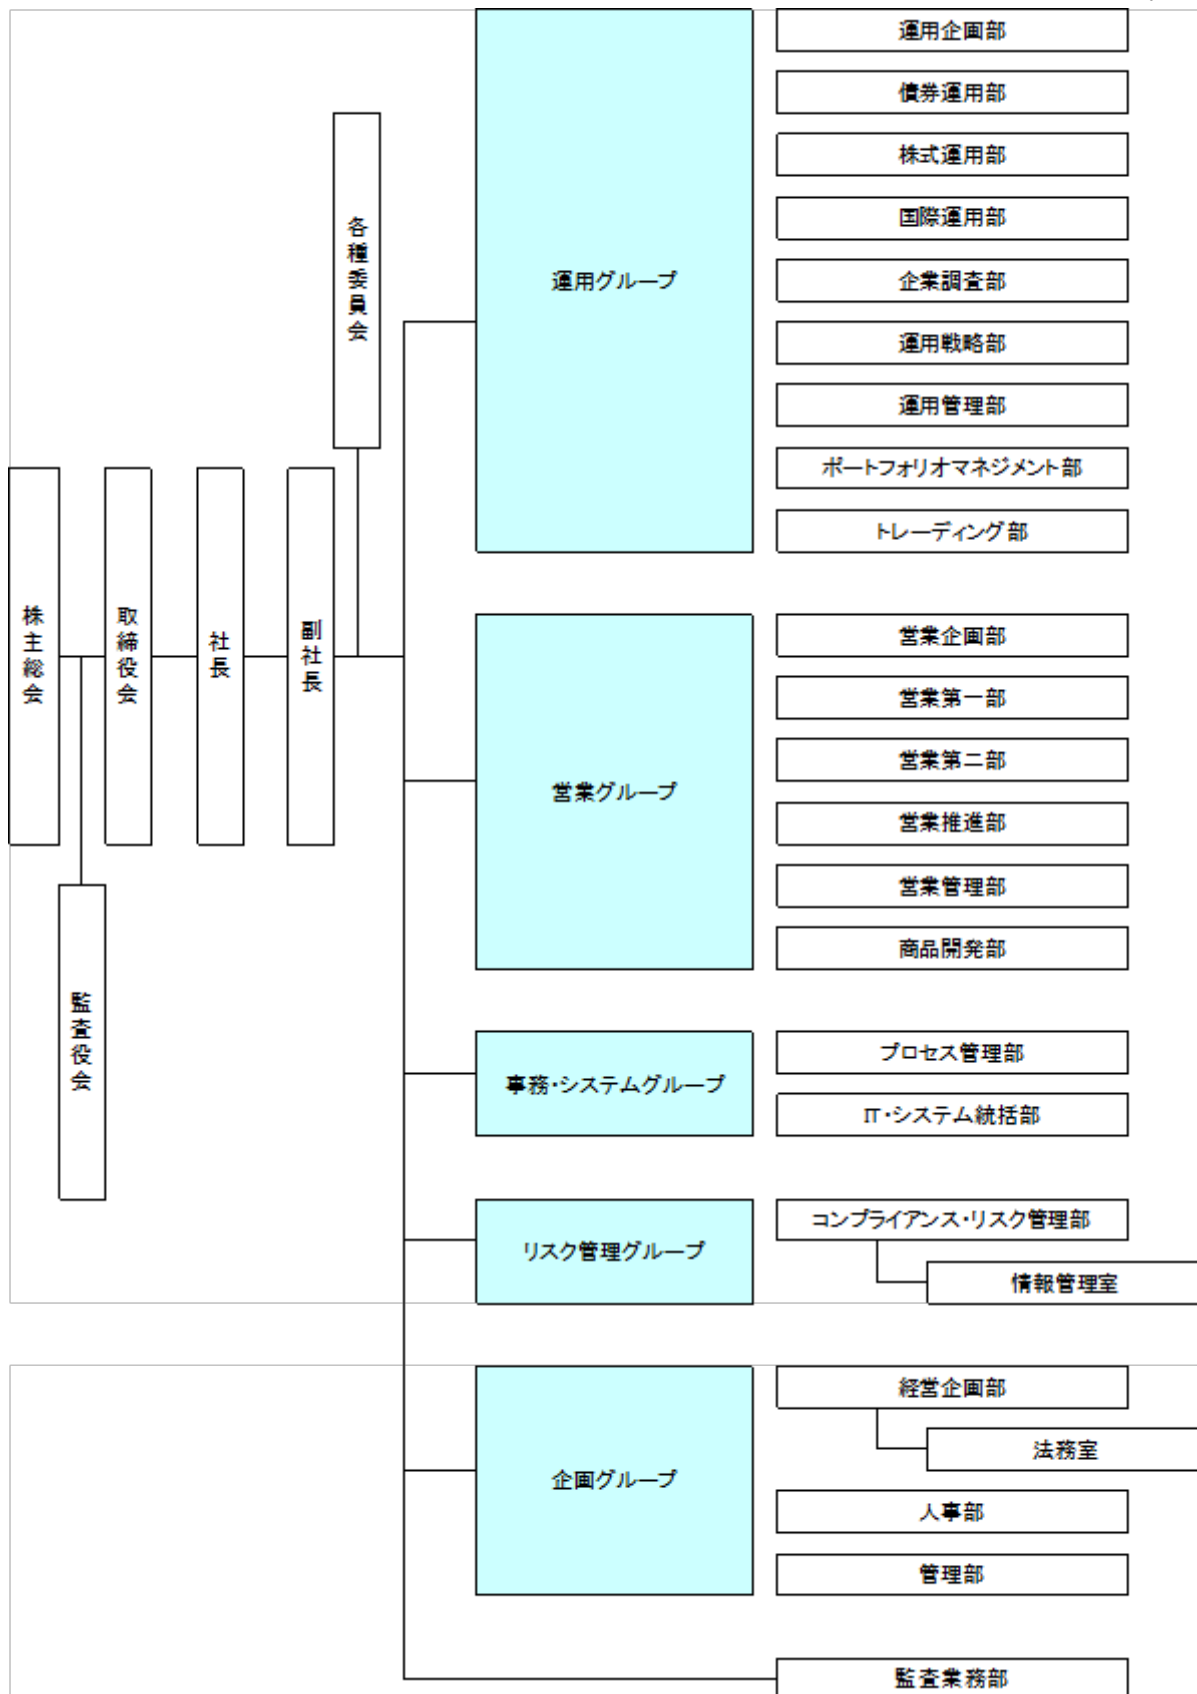 株主総会
監査役会
取締役会
社長
副社長
各種委員会
運用グループ
運用企画部
債券運用部
株式運用部
国際運用部
企業調査部
運用戦略部
運用管理部
ポートフォリオマネジメント部
トレーディング部
営業グループ
営業企画部
営業第一部
営業第二部
営業推進部
営業管理部
商品開発部
事務・システムグループ
プロセス管理部
IT・システム統括部
リスク管理グループ
コンプライアンス・リスク管理部
情報管理室
企画グループ
経営企画部
法務室
人事部
管理部
監査業務部